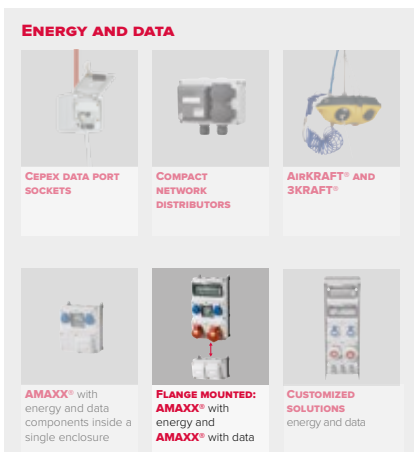 ENERGY AND DATA
CEPEX DATA PORT
SOCKETS
COMPACT
NETWORK
DISTRIBUTORS
AIRKRAFT® AND
3KRAFT®
AMAXX® with
energy and data
components inside a
single enclosure
FLANGE MOUNTED:
AMAXX® with
energy and
AMAXX® with data
CUSTOMIZED
SOLUTIONS
energy and data